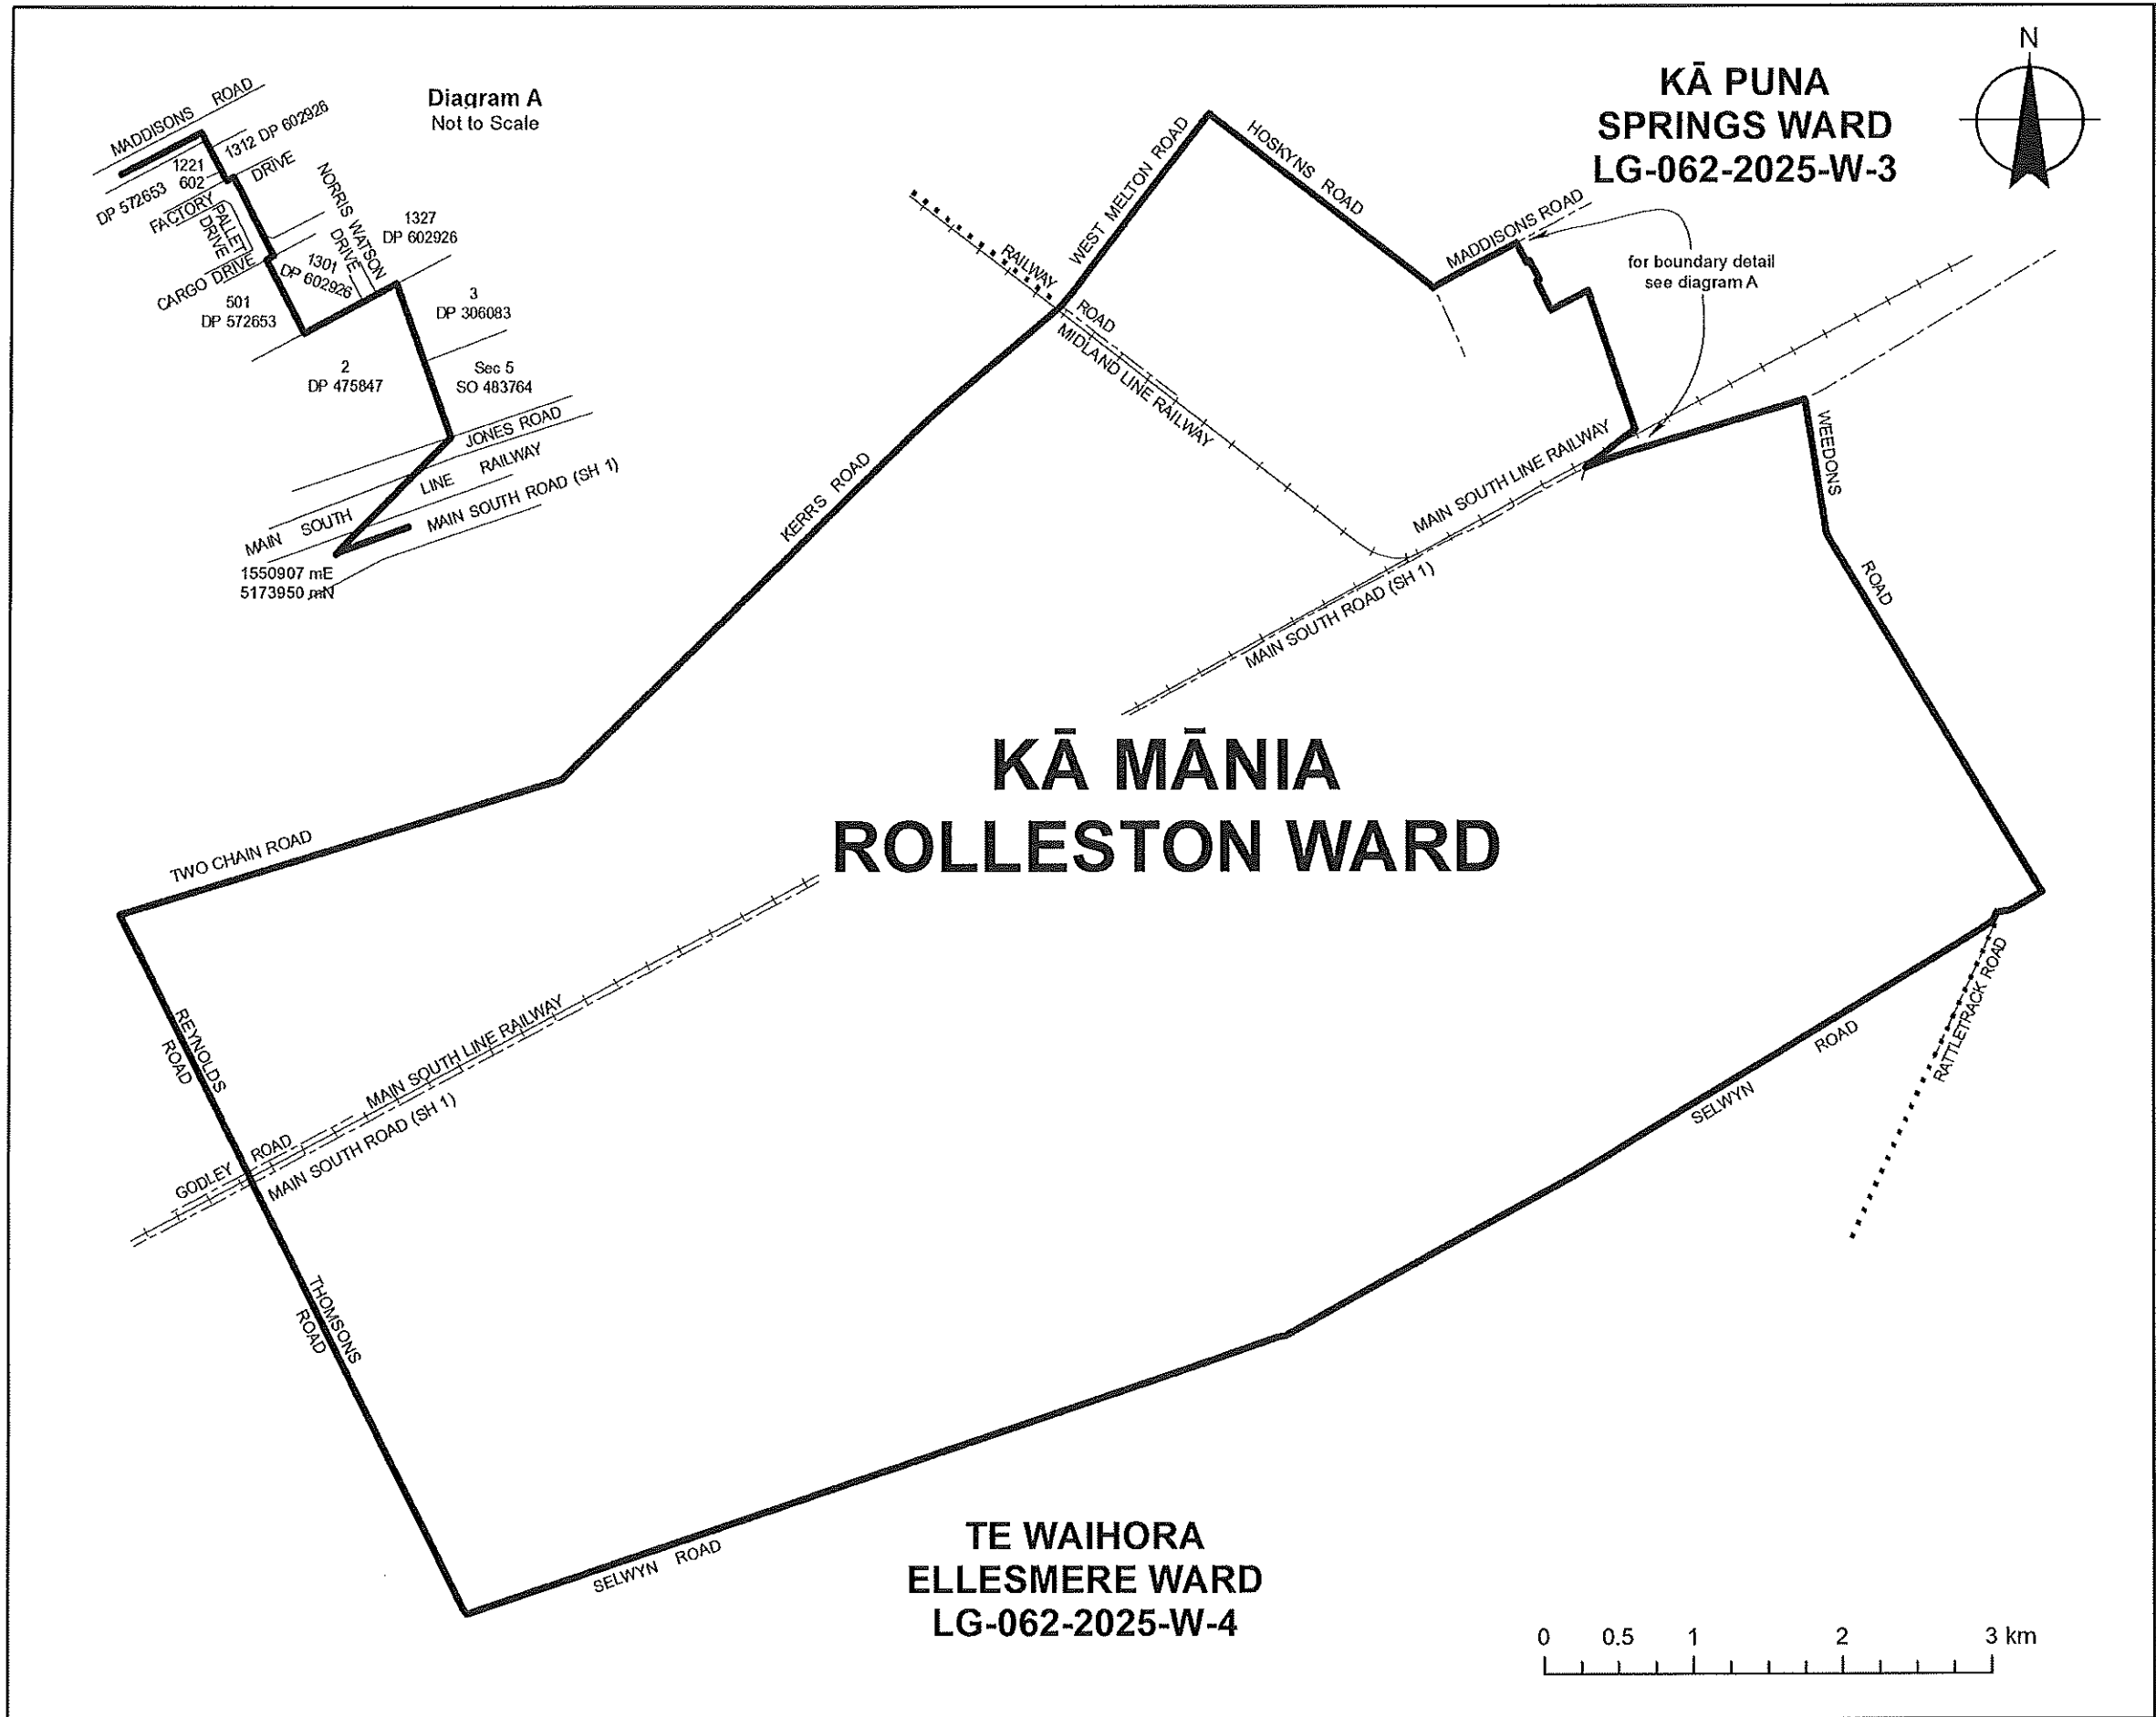 Diagram A
Not to Scale
MADDISONS ROAD
1312 DP 602926
1221
602
DP 572653
FACTORY DRIVE
PALLET
DRIVE
NORRIS WATSON
DRIVE
1327
DP 602926
CARGO DRIVE
1301
DP 602926
501
DP 572653
3
DP 306083
2
DP 475847
Sec 5
SO 483764
JONES ROAD
MAIN SOUTH LINE RAILWAY
MAIN SOUTH ROAD (SH 1)
1550907 mE
5173950 mN
KĀ PUNA
SPRINGS WARD
LG-062-2025-W-3
N
WEST MELTON ROAD
HOSKYNS ROAD
MADDISONS ROAD
for boundary detail
see diagram A
RAILWAY ROAD
MIDLAND LINE RAILWAY
KERRS ROAD
MAIN SOUTH LINE RAILWAY
MAIN SOUTH ROAD (SH 1)
WEEDONS ROAD
KĀ MĀNIA
ROLLESTON WARD
TWO CHAIN ROAD
REYNOLDS
ROAD
MAIN SOUTH LINE RAILWAY
GODLEY ROAD
MAIN SOUTH ROAD (SH 1)
THOMSONS
ROAD
RATTLETRACK ROAD
SELWYN ROAD
SELWYN ROAD
TE WAIHORA
ELLESMERE WARD
LG-062-2025-W-4
0 0.5 1 2 3 km